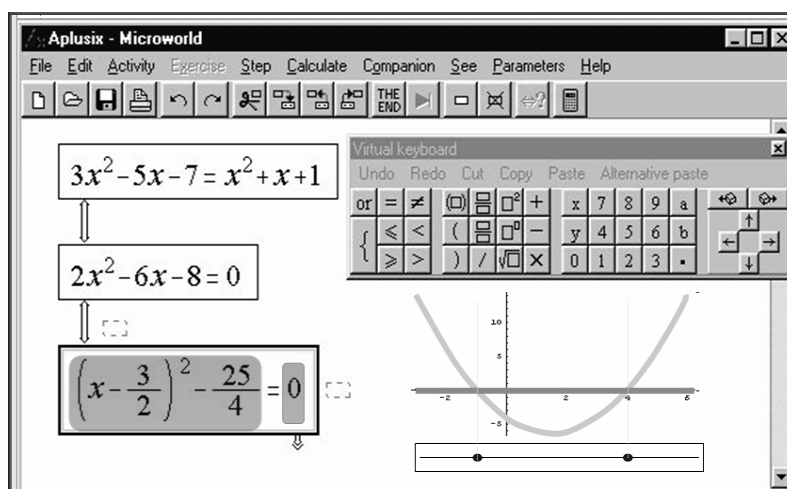 Aplusix - Microworld
File Edit Activity Exercise Step Calculate Companion See Parameters Help
THE END
3x²-5x-7 = x²+x+1
2x²-6x-8 = 0
(x - 3/2)² - 25/4 = 0
Virtual keyboard
Undo Redo Cut Copy Paste Alternative paste
or = ≠ (□) □² + x 7 8 9 a
{ ⩽ < ( □⁰ - y 4 5 6 b
⩾ > ) / √□ × 0 1 2 3 .
10
5
-2 2 4 6
-5